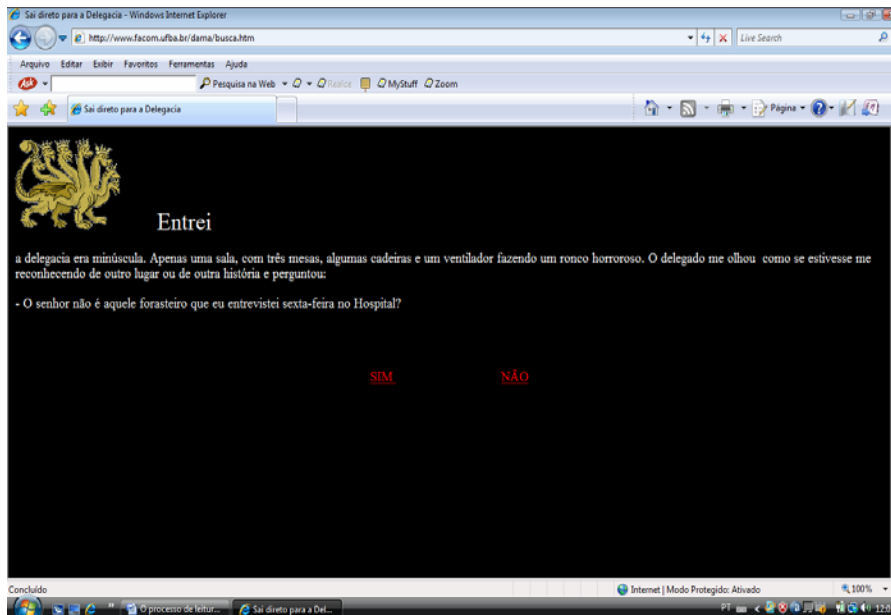 Sai direto para a Delegacia - Windows Internet Explorer
http://www.facom.ufba.br/dama/busca.htm
Live Search
Arquivo Editar Exibir Favoritos Ferramentas Ajuda
Ask Pesquisa na Web Realce MyStuff Zoom
Sai direto para a Delegacia
Página
Entrei
a delegacia era minúscula. Apenas uma sala, com três mesas, algumas cadeiras e um ventilador fazendo um ronco horroroso. O delegado me olhou como se estivesse me
reconhecendo de outro lugar ou de outra história e perguntou:
- O senhor não é aquele forasteiro que eu entrevistei sexta-feira no Hospital?
SIM NÃO
Concluído
Internet | Modo Protegido: Ativado 100%
O processo de leitur... Sai direto para a Del...
PT